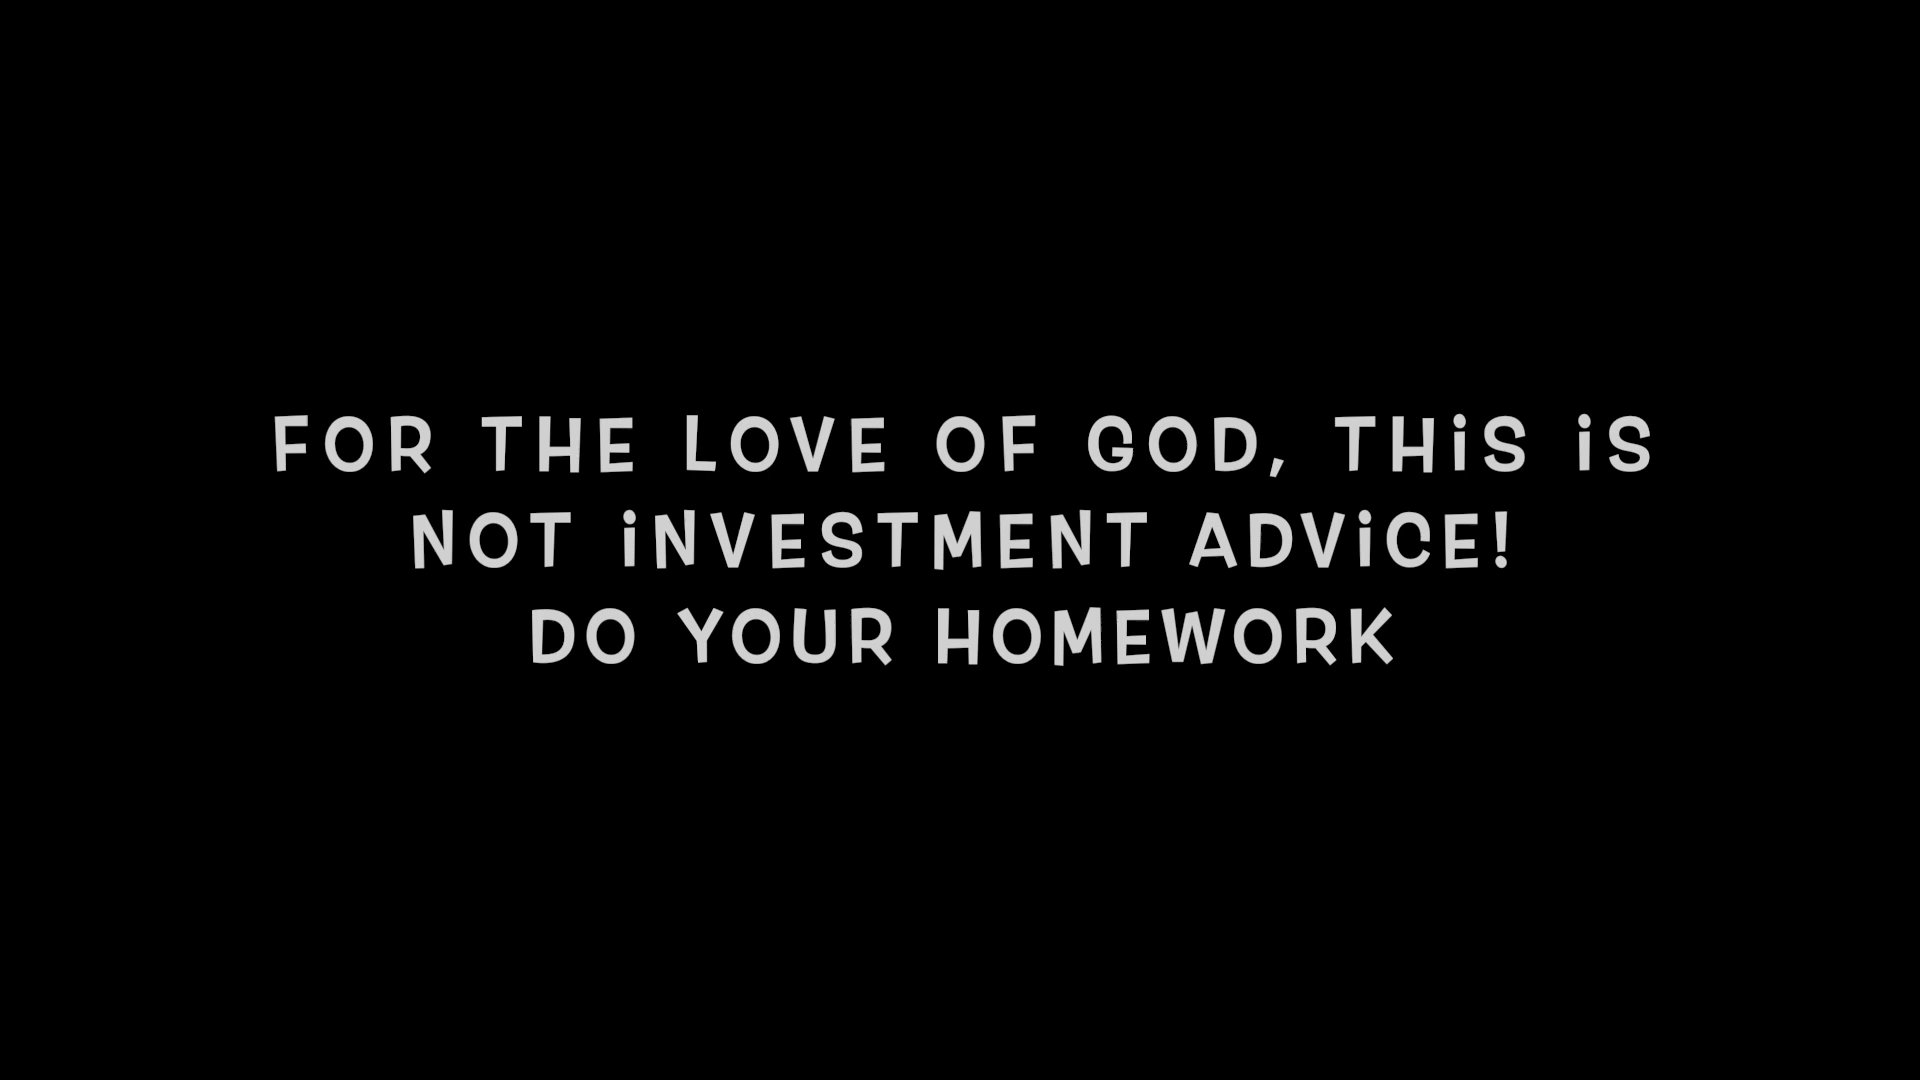 FOR THE LOVE OF GOD, THiS iS
NOT iNVESTMENT ADViCE!
DO YOUR HOMEWORK